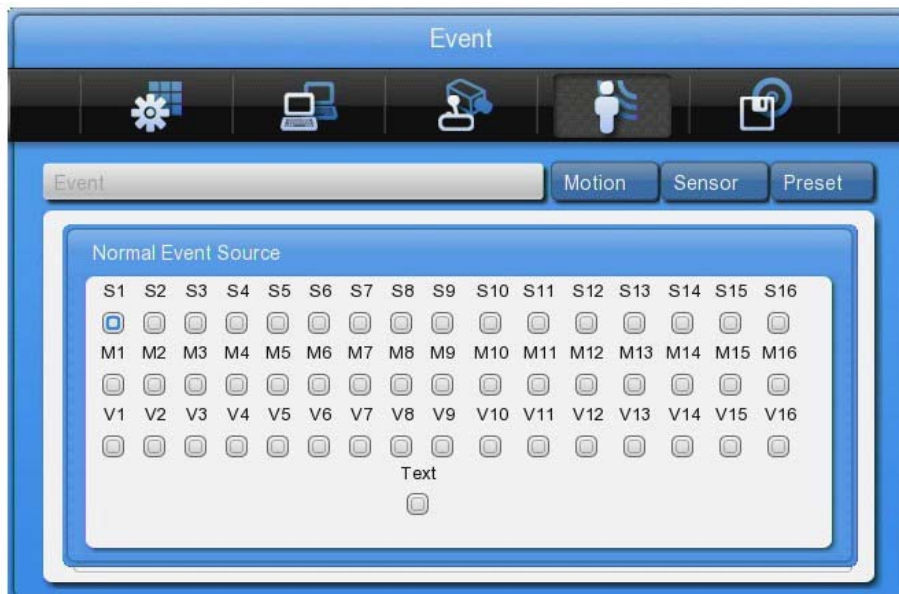 Event
Event Motion Sensor Preset
Normal Event Source
S1 S2 S3 S4 S5 S6 S7 S8 S9 S10 S11 S12 S13 S14 S15 S16
M1 M2 M3 M4 M5 M6 M7 M8 M9 M10 M11 M12 M13 M14 M15 M16
V1 V2 V3 V4 V5 V6 V7 V8 V9 V10 V11 V12 V13 V14 V15 V16
Text